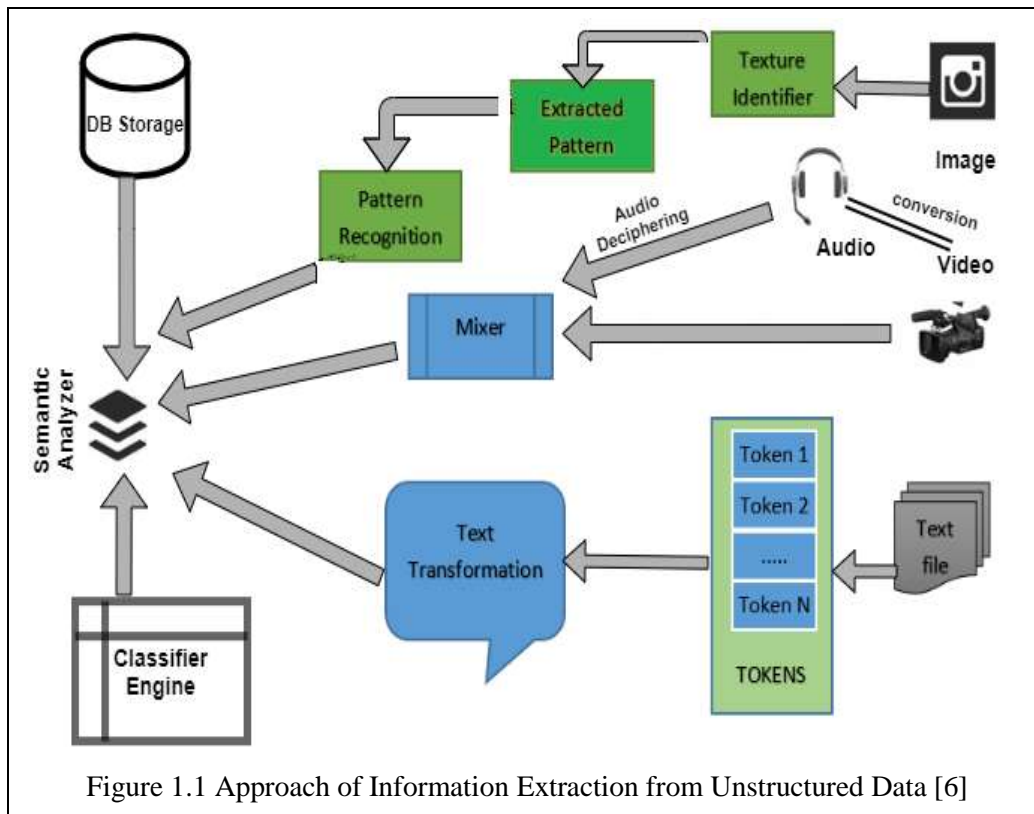 DB Storage
Texture
Identifier
Extracted
Pattern
Image
Pattern
Recognition
Audio
Deciphering
conversion
Audio
Video
Mixer
Semantic
Analyzer
Token 1
Token 2
.....
Token N
TOKENS
Text
file
Text
Transformation
Classifier
Engine
Figure 1.1 Approach of Information Extraction from Unstructured Data [6]